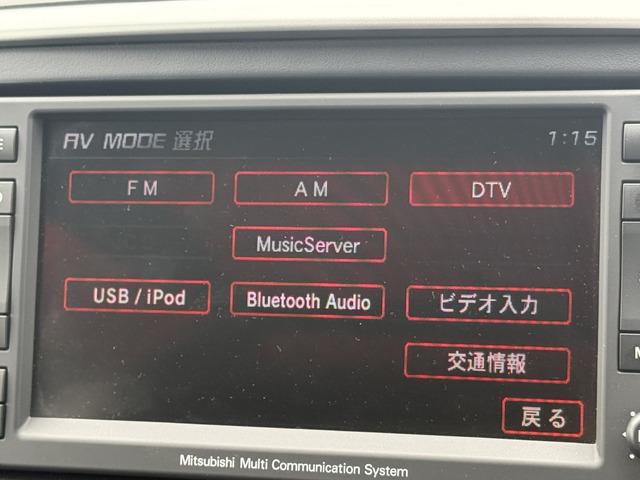 AV MODE 選択 1:15
FM AM DTV
MusicServer
USB / iPod Bluetooth Audio ビデオ入力
交通情報
戻る
Mitsubishi Multi Communication System